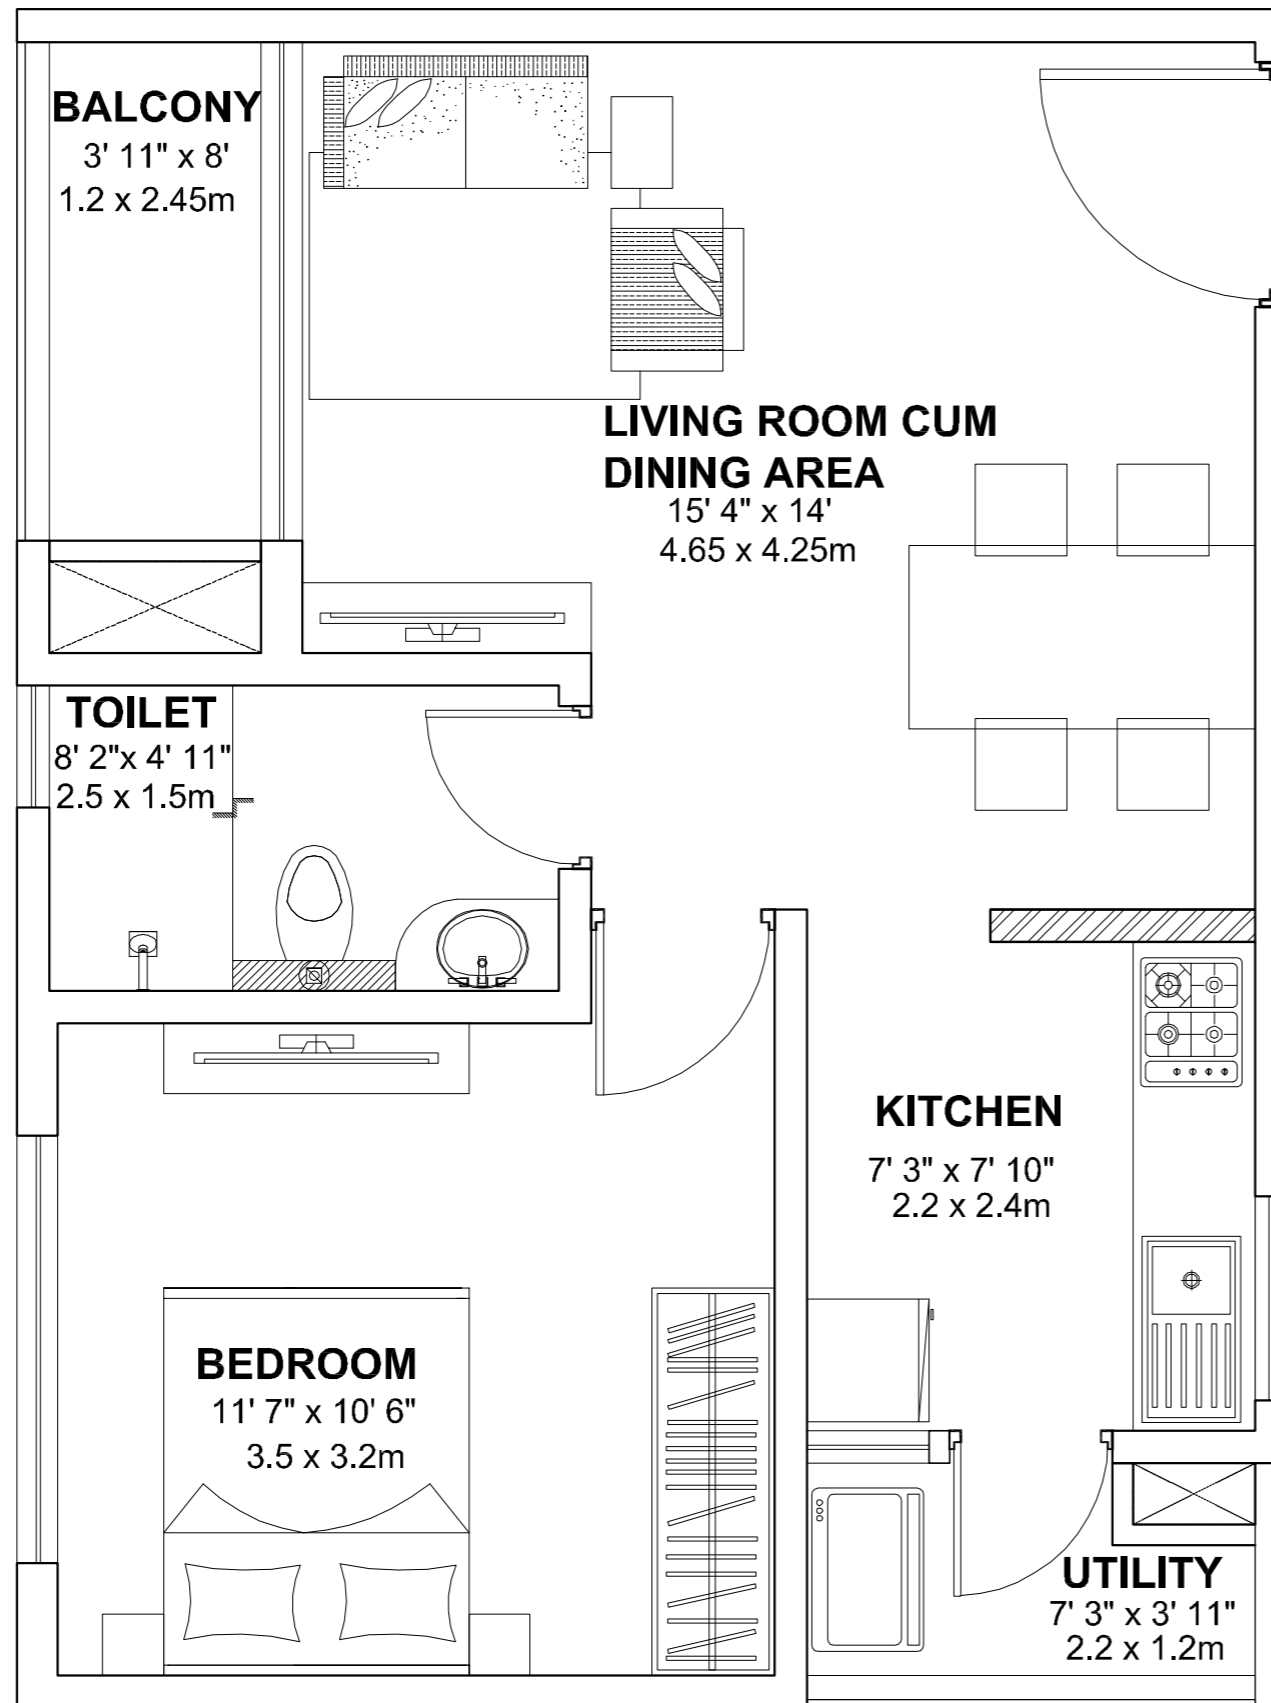 BALCONY
3' 11" x 8'
1.2 x 2.45m
LIVING ROOM CUM
DINING AREA
15' 4" x 14'
4.65 x 4.25m
TOILET
8' 2"x 4' 11"
2.5 x 1.5m
KITCHEN
7' 3" x 7' 10"
2.2 x 2.4m
BEDROOM
11' 7" x 10' 6"
3.5 x 3.2m
UTILITY
7' 3" x 3' 11"
2.2 x 1.2m